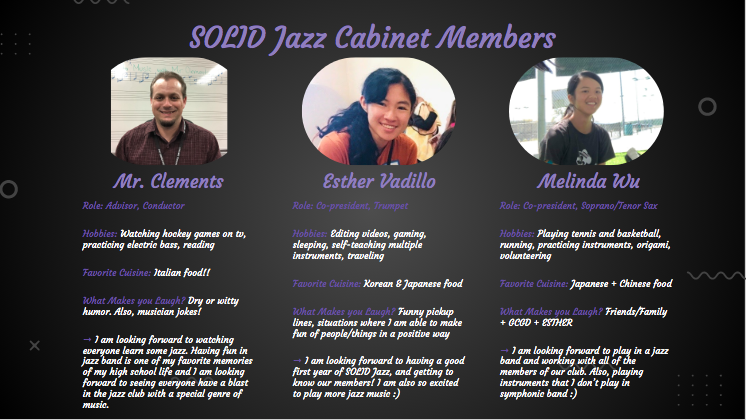 SOLID Jazz Cabinet Members
Mr. Clements
Role: Advisor, Conductor
Hobbies: Watching hockey games on tv,
practicing electric bass, reading
Favorite Cuisine: Italian food!!
What Makes you Laugh? Dry or witty
humor. Also, musician jokes!
→ I am looking forward to watching
everyone learn some jazz. Having fun in
jazz band is one of my favorite memories
of my high school life and I am looking
forward to seeing everyone have a blast
in the jazz club with a special genre of
music.
Esther Vadillo
Role: Co-president, Trumpet
Hobbies: Editing videos, gaming,
sleeping, self-teaching multiple
instruments, traveling
Favorite Cuisine: Korean & Japanese food
What Makes you Laugh? Funny pickup
lines, situations where I am able to make
fun of people/things in a positive way
→ I am looking forward to having a good
first year of SOLID Jazz, and getting to
know our members! I am also so excited
to play more jazz music :)
Melinda Wu
Role: Co-president, Soprano/Tenor Sax
Hobbies: Playing tennis and basketball,
running, practicing instruments, origami,
volunteering
Favorite Cuisine: Japanese + Chinese food
What Makes you Laugh? Friends/Family
+ GCGD + ESTHER
→ I am looking forward to play in a jazz
band and working with all of the
members of our club. Also, playing
instruments that I don't play in
symphonic band :)